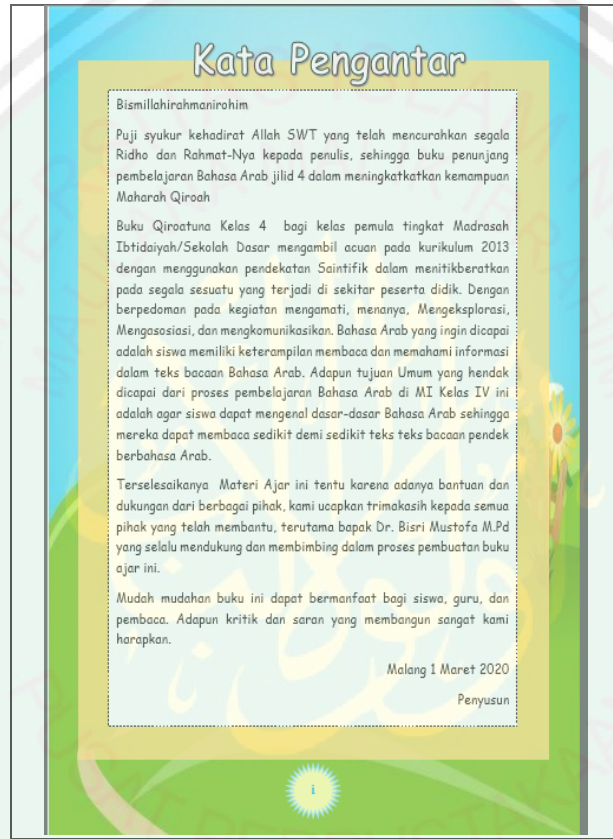 Kata Pengantar
Bismillahirahmanirohim
Puji syukur kehadirat Allah SWT yang telah mencurahkan segala
Ridho dan Rahmat-Nya kepada penulis, sehingga buku penunjang
pembelajaran Bahasa Arab jilid 4 dalam meningkatkatkan kemampuan
Maharah Qiroah
Buku Qiroatuna Kelas 4 bagi kelas pemula tingkat Madrasah
Ibtidaiyah/Sekolah Dasar mengambil acuan pada kurikulum 2013
dengan menggunakan pendekatan Saintifik dalam menitikberatkan
pada segala sesuatu yang terjadi di sekitar peserta didik. Dengan
berpedoman pada kegiatan mengamati, menanya, Mengeksplorasi,
Mengasosiasi, dan mengkomunikasikan. Bahasa Arab yang ingin dicapai
adalah siswa memiliki keterampilan membaca dan memahami informasi
dalam teks bacaan Bahasa Arab. Adapun tujuan Umum yang hendak
dicapai dari proses pembelajaran Bahasa Arab di MI Kelas IV ini
adalah agar siswa dapat mengenal dasar-dasar Bahasa Arab sehingga
mereka dapat membaca sedikit demi sedikit teks teks bacaan pendek
berbahasa Arab.
Terselesaikanya Materi Ajar ini tentu karena adanya bantuan dan
dukungan dari berbagai pihak, kami ucapkan trimakasih kepada semua
pihak yang telah membantu, terutama bapak Dr. Bisri Mustofa M.Pd
yang selalu mendukung dan membimbing dalam proses pembuatan buku
ajar ini.
Mudah mudahan buku ini dapat bermanfaat bagi siswa, guru, dan
pembaca. Adapun kritik dan saran yang membangun sangat kami
harapkan.
Malang 1 Maret 2020
Penyusun
i